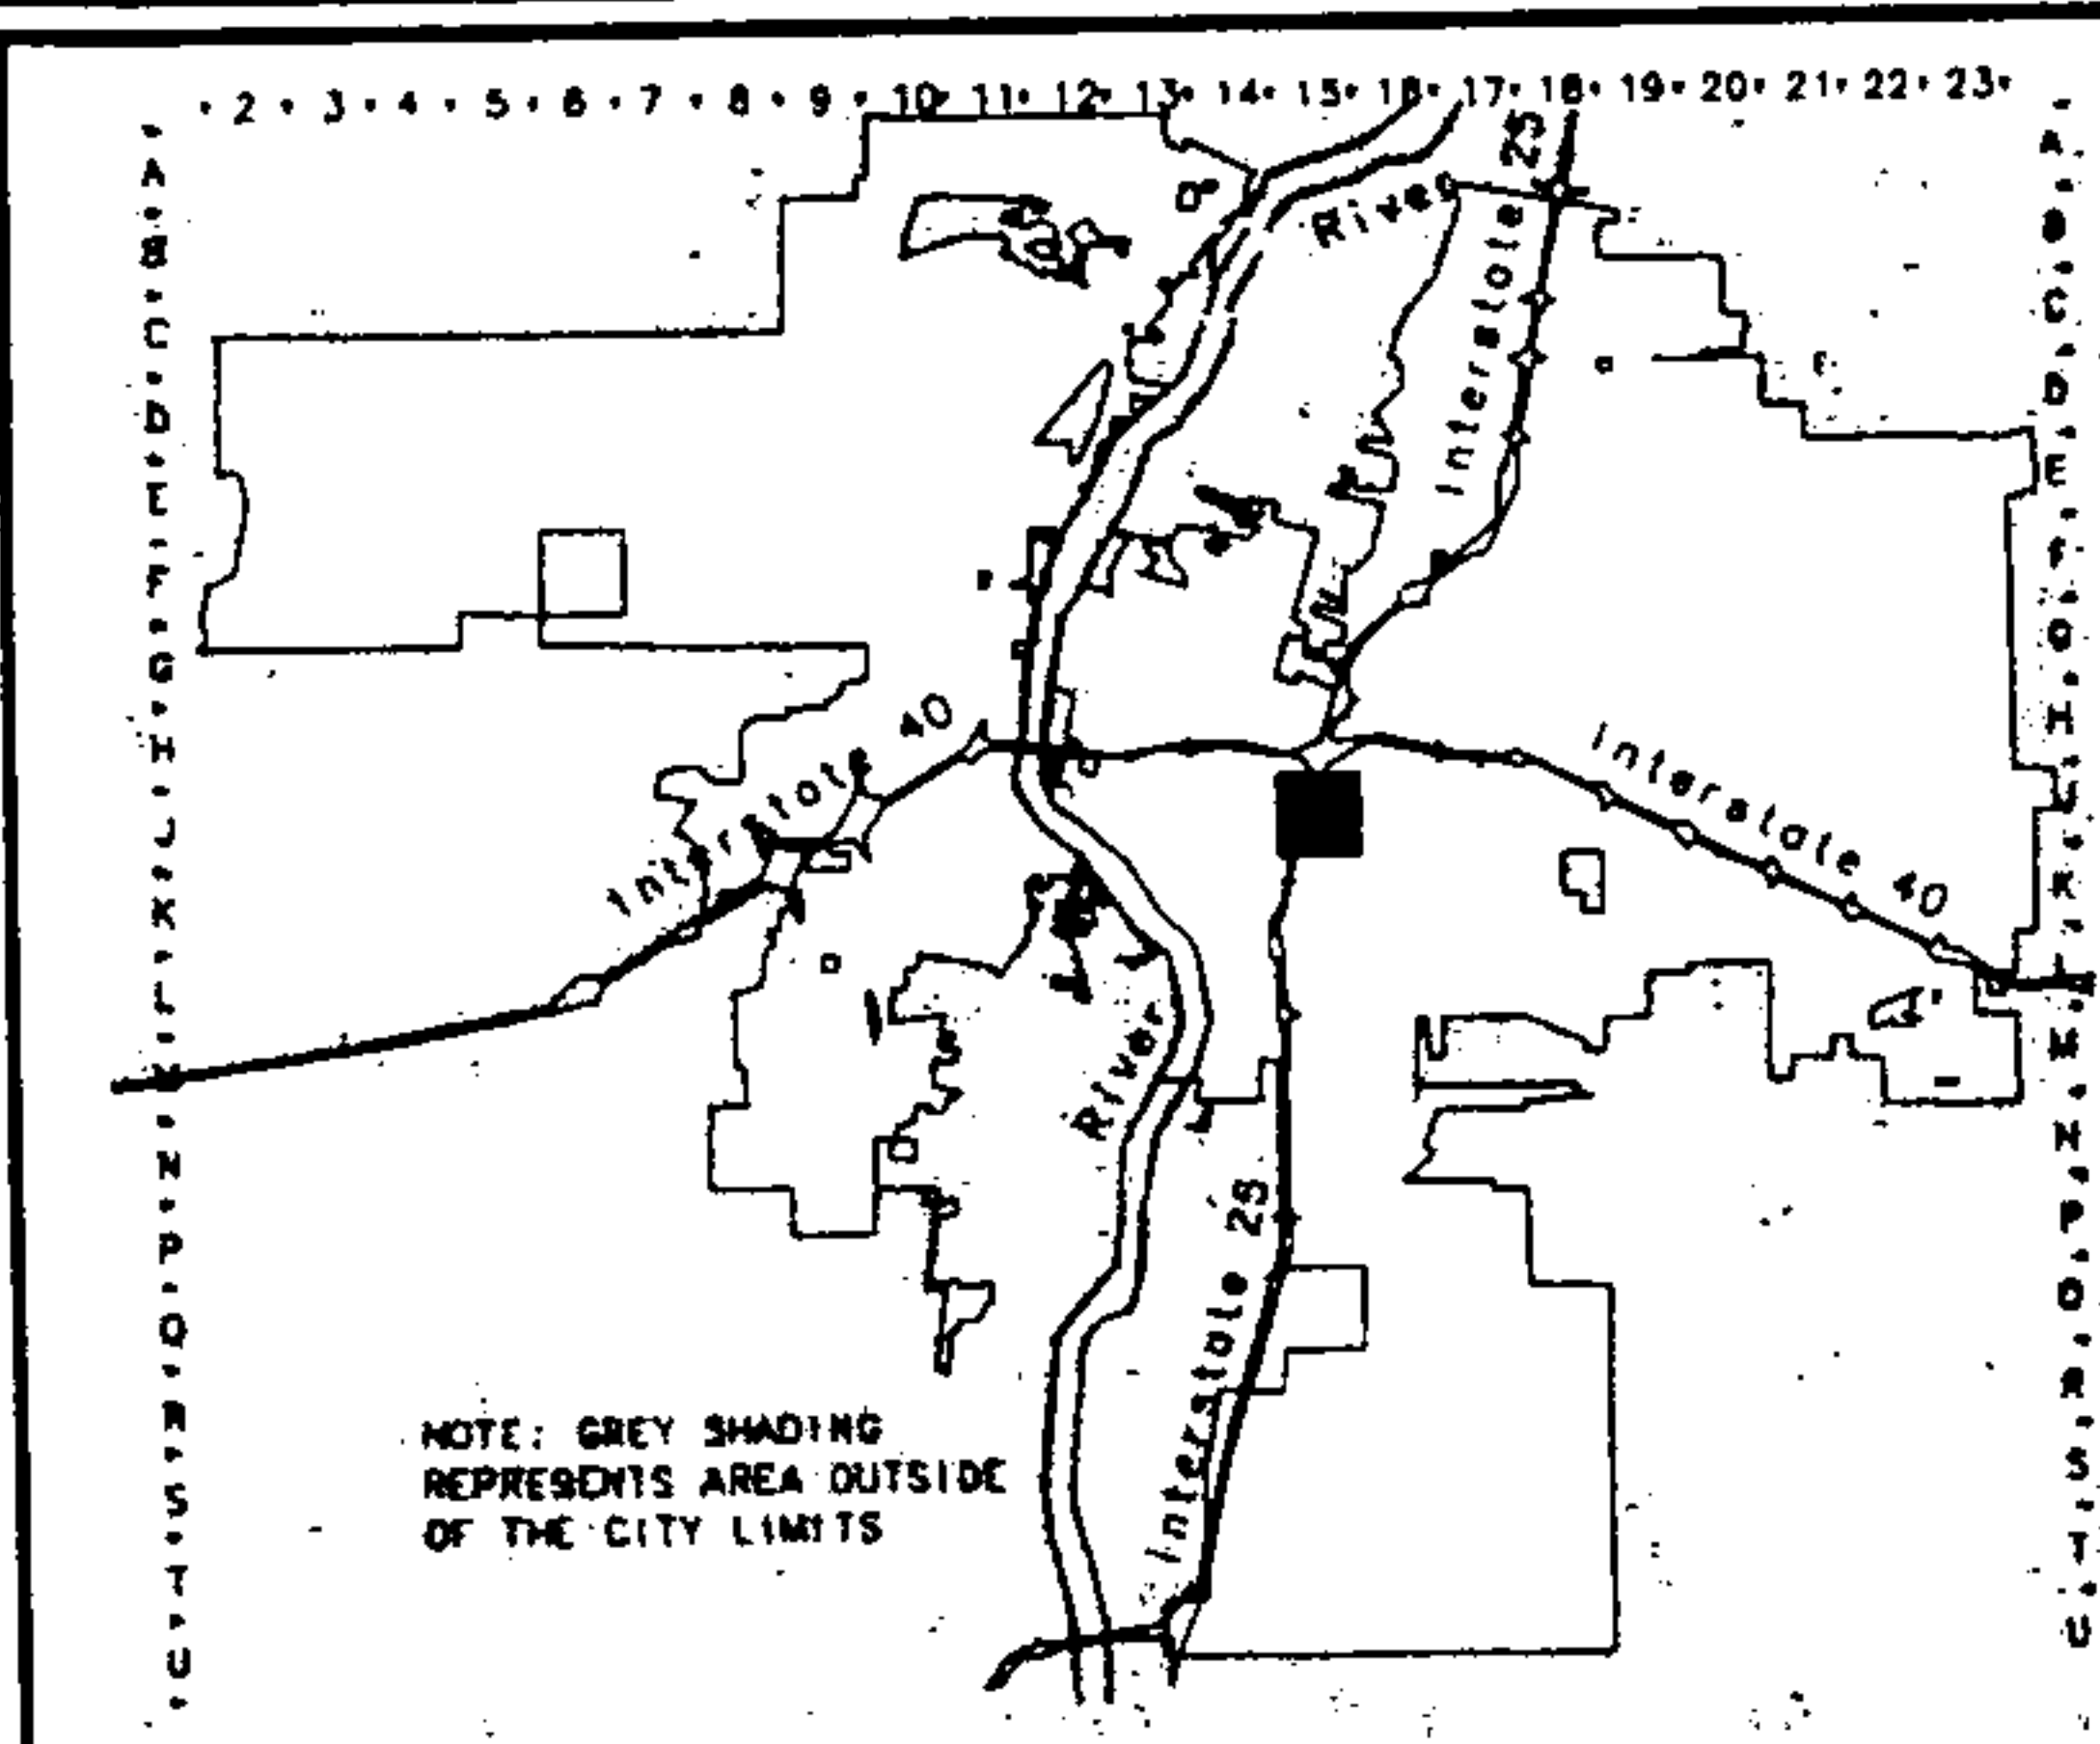 2 3 4 5 6 7 8 9 10 11 12 13 14 15 16 17 18 19 20 21 22 23
A
B
C
D
E
F
G
H
J
K
L
M
N
P
Q
R
S
T
U
River
Interstate 25
Interstate 40
Interstate 40
River
Interstate 25
NOTE: GREY SHADING
REPRESENTS AREA OUTSIDE
OF THE CITY LIMITS
A
B
C
D
E
F
G
H
J
K
L
M
N
P
Q
R
S
T
U